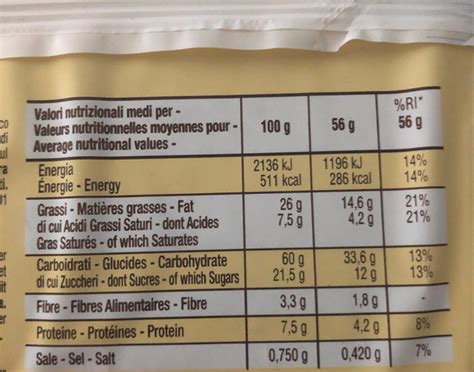 Valori nutrizionali medi per -
Valeurs nutritionnelles moyennes pour - 100 g 56 g %RI* 56 g
Average nutritional values -
Energia 2136 kJ 1196 kJ 14%
Énergie - Energy 511 kcal 286 kcal 14%
Grassi - Matières grasses - Fat 26 g 14,6 g 21%
di cui Acidi Grassi Saturi - dont Acides 7,5 g 4,2 g 21%
Gras Saturés - of which Saturates
Carboidrati - Glucides - Carbohydrate 60 g 33,6 g 13%
di cui Zuccheri - dont Sucres - of which Sugars 21,5 g 12 g 13%
Fibre - Fibres Alimentaires - Fibre 3,3 g 1,8 g -
Proteine - Protéines - Protein 7,5 g 4,2 g 8%
Sale - Sel - Salt 0,750 g 0,420 g 7%